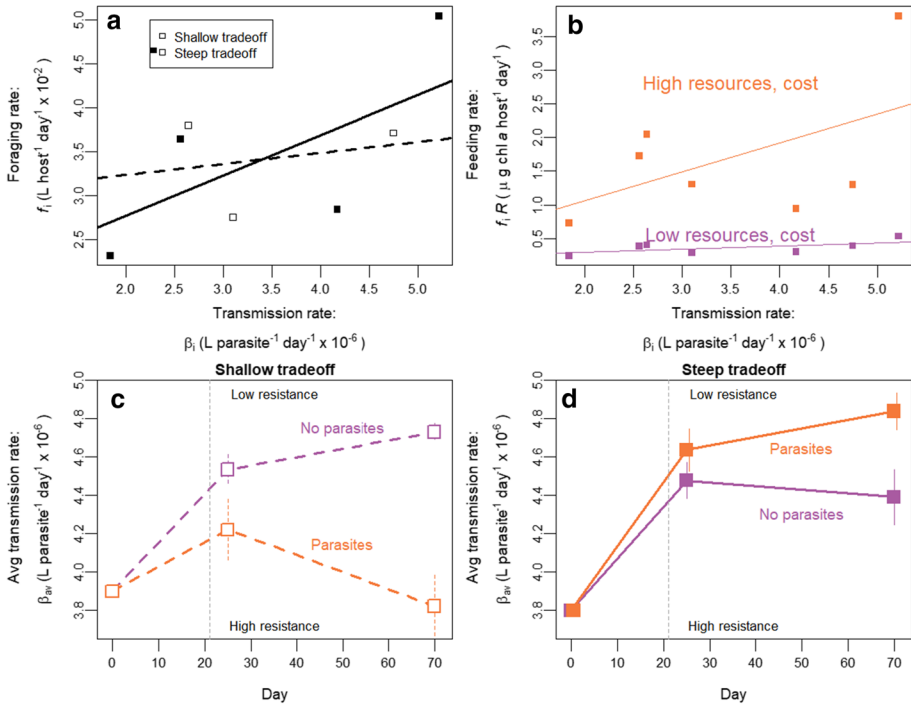 a
Shallow tradeoff
Steep tradeoff
Foraging rate:
fi (L host-1 day-1 x 10-2)
5.0
4.5
4.0
3.5
3.0
2.5
2.0 2.5 3.0 3.5 4.0 4.5 5.0
Transmission rate:
βi (L parasite-1 day-1 x 10-6)
b
High resources, cost
Low resources, cost
Feeding rate:
fi R ( μ g chl a host-1 day-1)
3.5
3.0
2.5
2.0
1.5
1.0
0.5
2.0 2.5 3.0 3.5 4.0 4.5 5.0
Transmission rate:
βi (L parasite-1 day-1 x 10-6)
Shallow tradeoff
c
Low resistance
No parasites
Parasites
High resistance
Avg transmission rate:
βav (L parasite-1 day-1 x 10-6)
5.0
4.8
4.6
4.4
4.2
4.0
3.8
0 10 20 30 40 50 60 70
Day
Steep tradeoff
d
Low resistance
Parasites
No parasites
High resistance
Avg transmission rate:
βav (L parasite-1 day-1 x 10-6)
5.0
4.8
4.6
4.4
4.2
4.0
3.8
0 10 20 30 40 50 60 70
Day